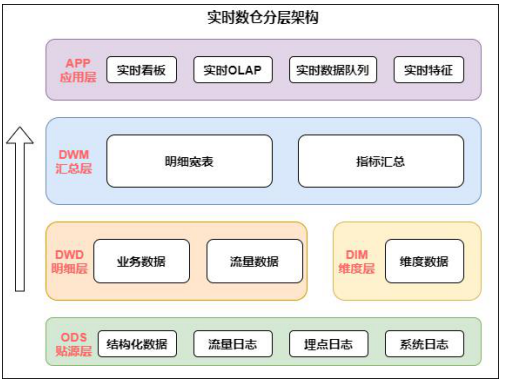 实时数仓分层架构
APP
应用层
实时看板
实时OLAP
实时数据队列
实时特征
DWM
汇总层
明细宽表
指标汇总
DWD
明细层
业务数据
流量数据
DIM
维度层
维度数据
ODS
贴源层
结构化数据
流量日志
埋点日志
系统日志